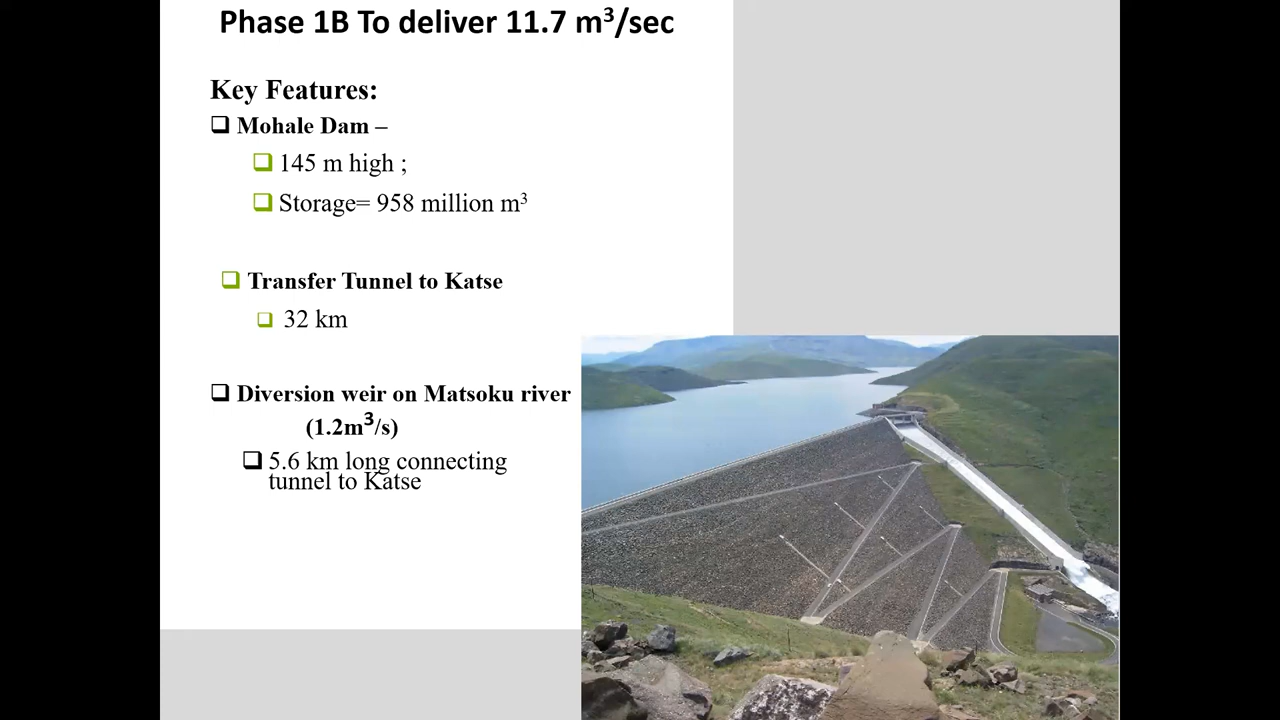 Phase 1B To deliver 11.7 m³/sec
Key Features:
❑ Mohale Dam –
❑ 145 m high ;
❑ Storage= 958 million m³
❑ Transfer Tunnel to Katse
❑ 32 km
❑ Diversion weir on Matsoku river
(1.2m³/s)
❑ 5.6 km long connecting
tunnel to Katse